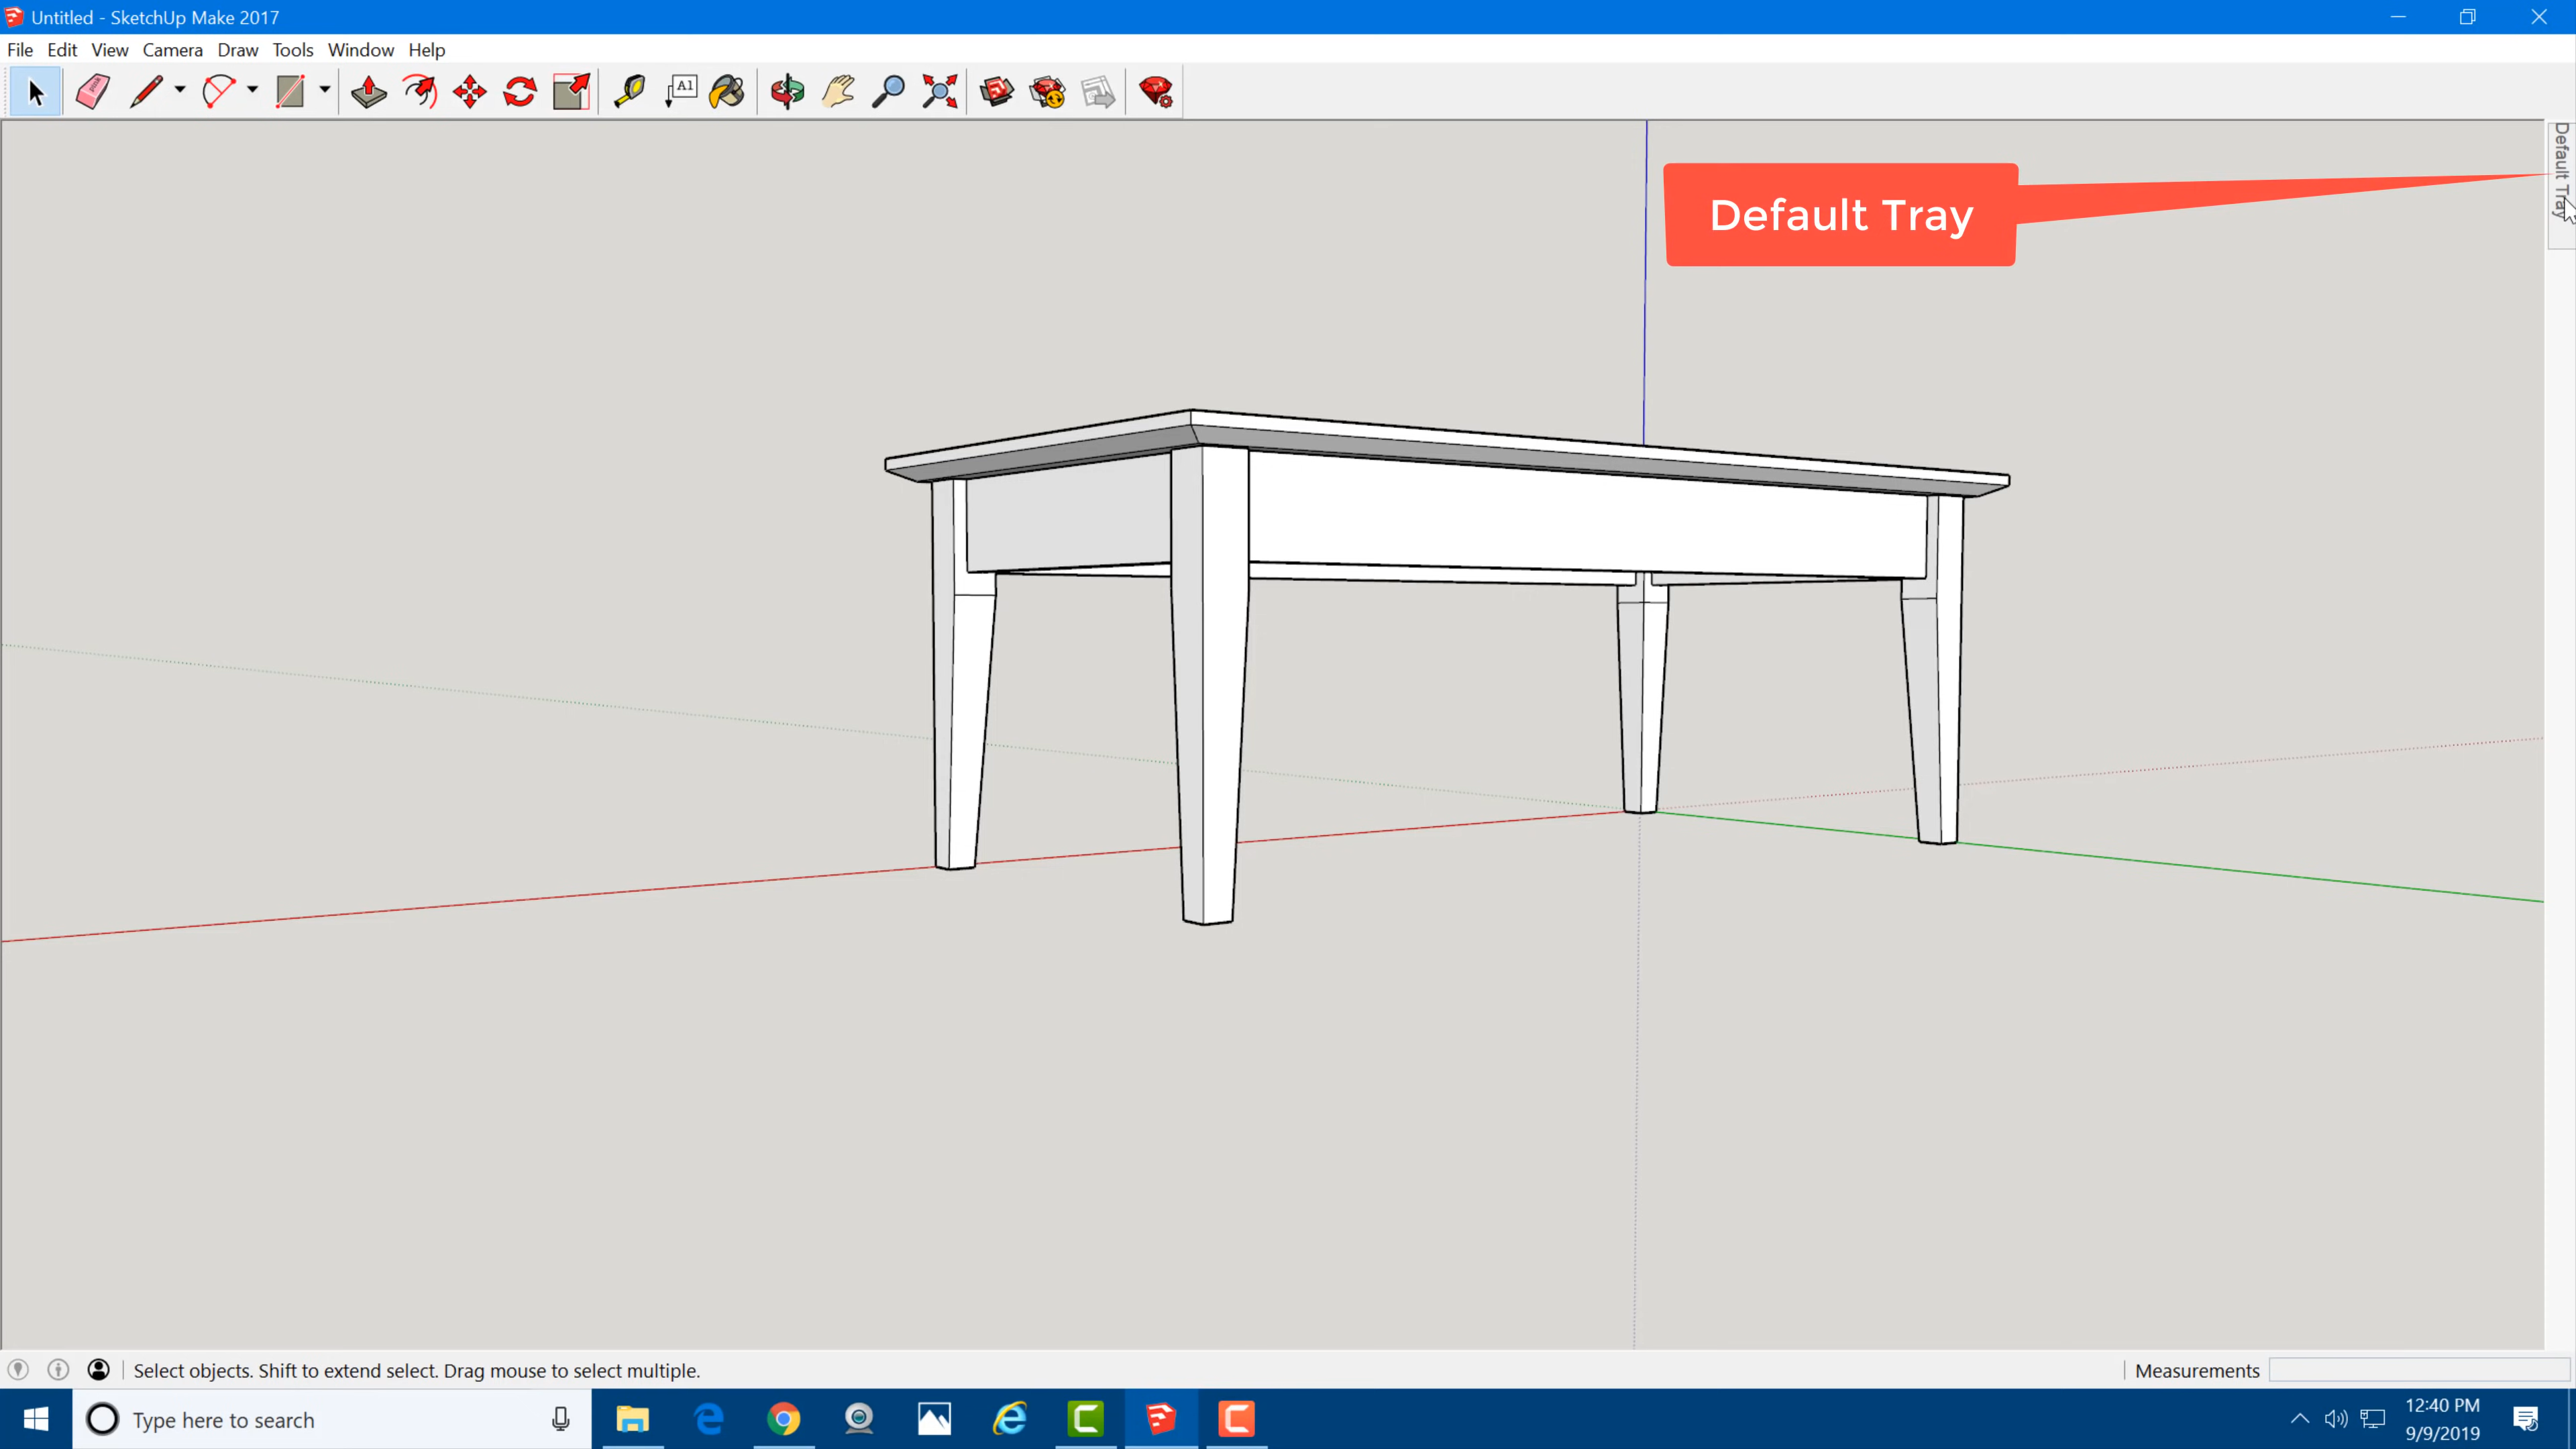 Untitled - SketchUp Make 2017
File Edit View Camera Draw Tools Window Help
A1
Default Tray
Default Tray
Select objects. Shift to extend select. Drag mouse to select multiple.
Measurements
Type here to search
12:40 PM
9/9/2019